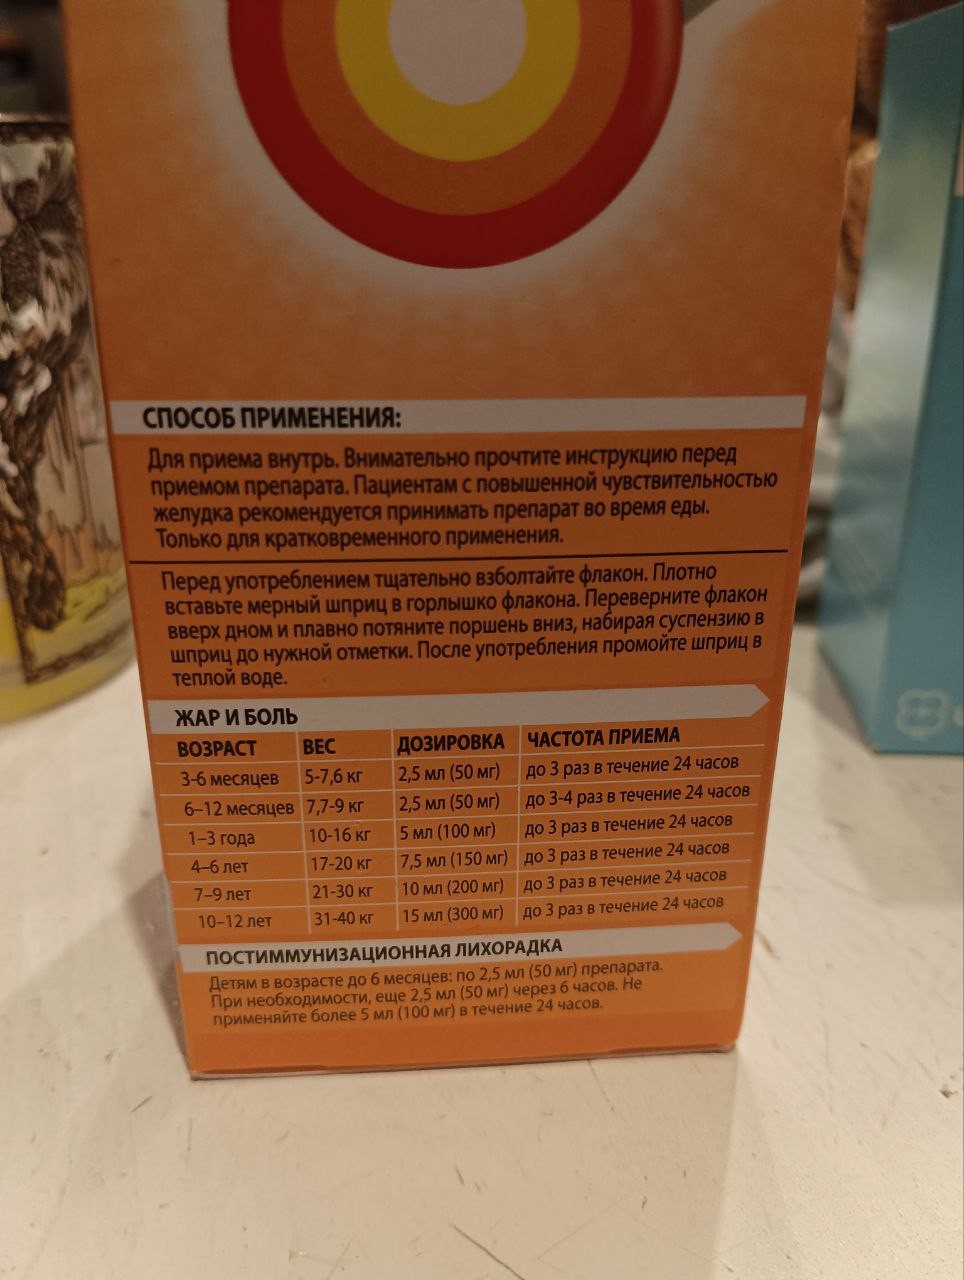 СПОСОБ ПРИМЕНЕНИЯ:
Для приема внутрь. Внимательно прочтите инструкцию перед
приемом препарата. Пациентам с повышенной чувствительностью
желудка рекомендуется принимать препарат во время еды.
Только для кратковременного применения.
Перед употреблением тщательно взболтайте флакон. Плотно
вставьте мерный шприц в горлышко флакона. Переверните флакон
вверх дном и плавно потяните поршень вниз, набирая суспензию в
шприц до нужной отметки. После употребления промойте шприц в
теплой воде.
ЖАР И БОЛЬ
ВОЗРАСТ ВЕС ДОЗИРОВКА ЧАСТОТА ПРИЕМА
3-6 месяцев 5-7,6 кг 2,5 мл (50 мг) до 3 раз в течение 24 часов
6–12 месяцев 7,7-9 кг 2,5 мл (50 мг) до 3-4 раз в течение 24 часов
1–3 года 10-16 кг 5 мл (100 мг) до 3 раз в течение 24 часов
4–6 лет 17-20 кг 7,5 мл (150 мг) до 3 раз в течение 24 часов
7–9 лет 21-30 кг 10 мл (200 мг) до 3 раз в течение 24 часов
10–12 лет 31-40 кг 15 мл (300 мг) до 3 раз в течение 24 часов
ПОСТИММУНИЗАЦИОННАЯ ЛИХОРАДКА
Детям в возрасте до 6 месяцев: по 2,5 мл (50 мг) препарата.
При необходимости, еще 2,5 мл (50 мг) через 6 часов. Не
применяйте более 5 мл (100 мг) в течение 24 часов.